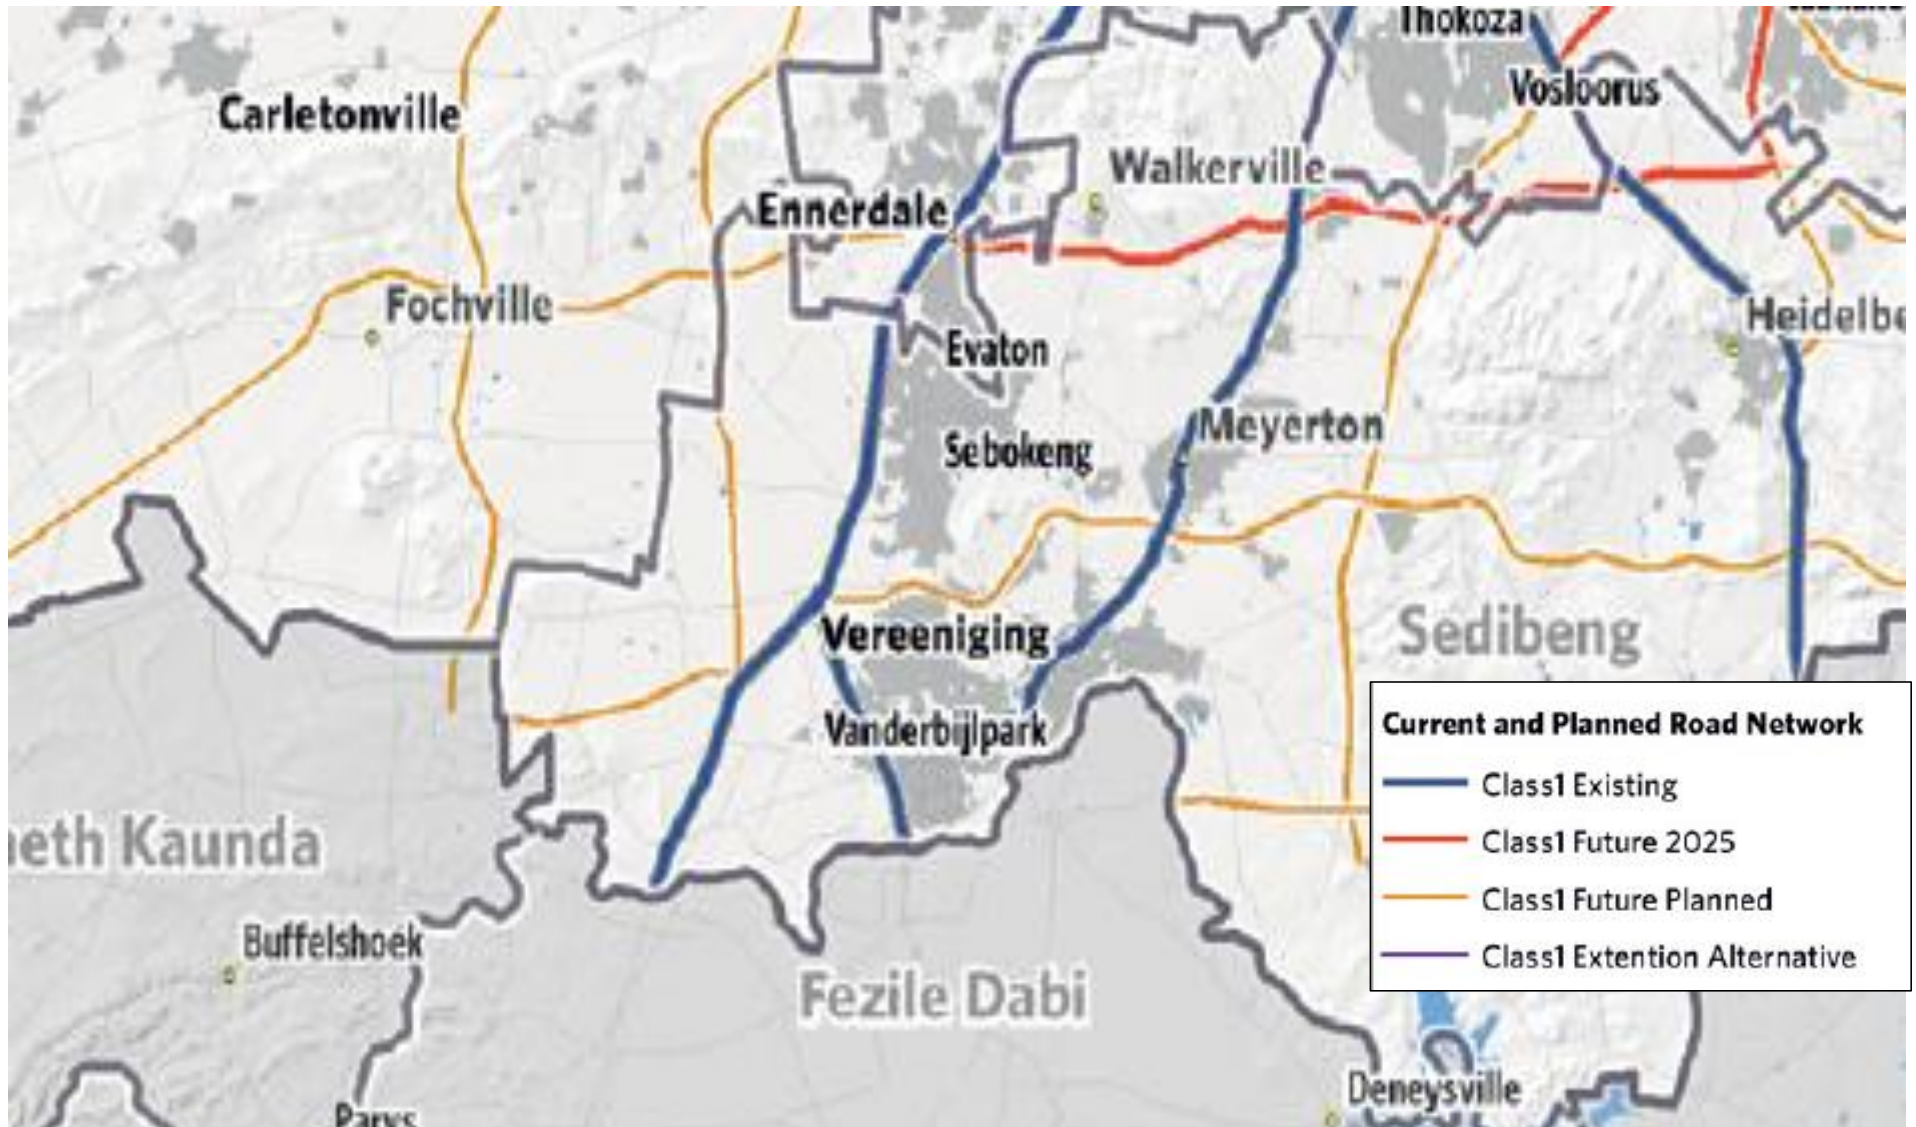 Thokoza
Vosloorus
Carletonville
Walkerville
Ennerdale
Fochville
Heidelbe
Evaton
Meyerton
Sebokeng
Vereeniging
Sedibeng
Vanderbijlpark
Current and Planned Road Network
Class1 Existing
Class1 Future 2025
Class1 Future Planned
Class1 Extention Alternative
eth Kaunda
Buffelshoek
Fezile Dabi
Deneysville
Parys